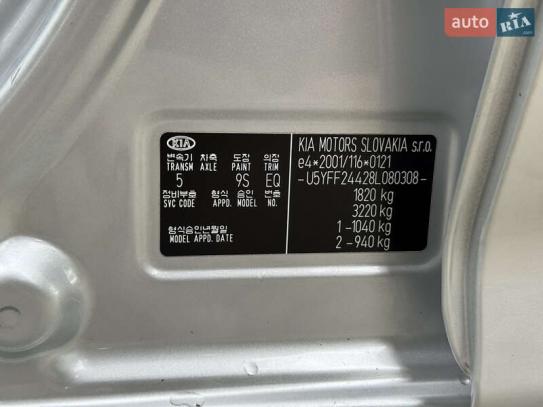 auto RIA
KIA
변속기 차축 도장 의장
TRANSM AXLE PAINT TRIM
5 9S EQ
정비부호 형식 승인 번호
SVC CODE MODEL APPD. NO.
형식승인년월일
MODEL APPD. DATE
KIA MOTORS SLOVAKIA s.r.o.
e4*2001/116*0121
-U5YFF24428L080308-
1820 kg
3220 kg
1-1040 kg
2-940 kg